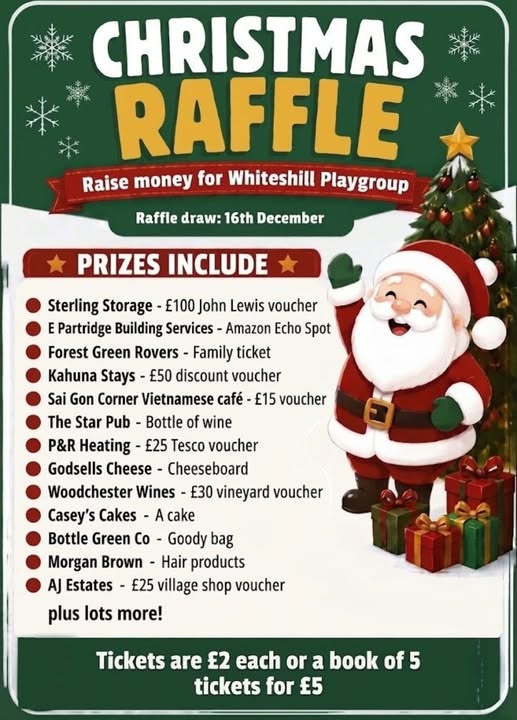 CHRISTMAS
RAFFLE
Raise money for Whiteshill Playgroup
Raffle draw: 16th December
PRIZES INCLUDE
Sterling Storage - £100 John Lewis voucher
E Partridge Building Services - Amazon Echo Spot
Forest Green Rovers - Family ticket
Kahuna Stays - £50 discount voucher
Sai Gon Corner Vietnamese café - £15 voucher
The Star Pub - Bottle of wine
P&R Heating - £25 Tesco voucher
Godsells Cheese - Cheeseboard
Woodchester Wines - £30 vineyard voucher
Casey's Cakes - A cake
Bottle Green Co - Goody bag
Morgan Brown - Hair products
AJ Estates - £25 village shop voucher
plus lots more!
Tickets are £2 each or a book of 5
tickets for £5